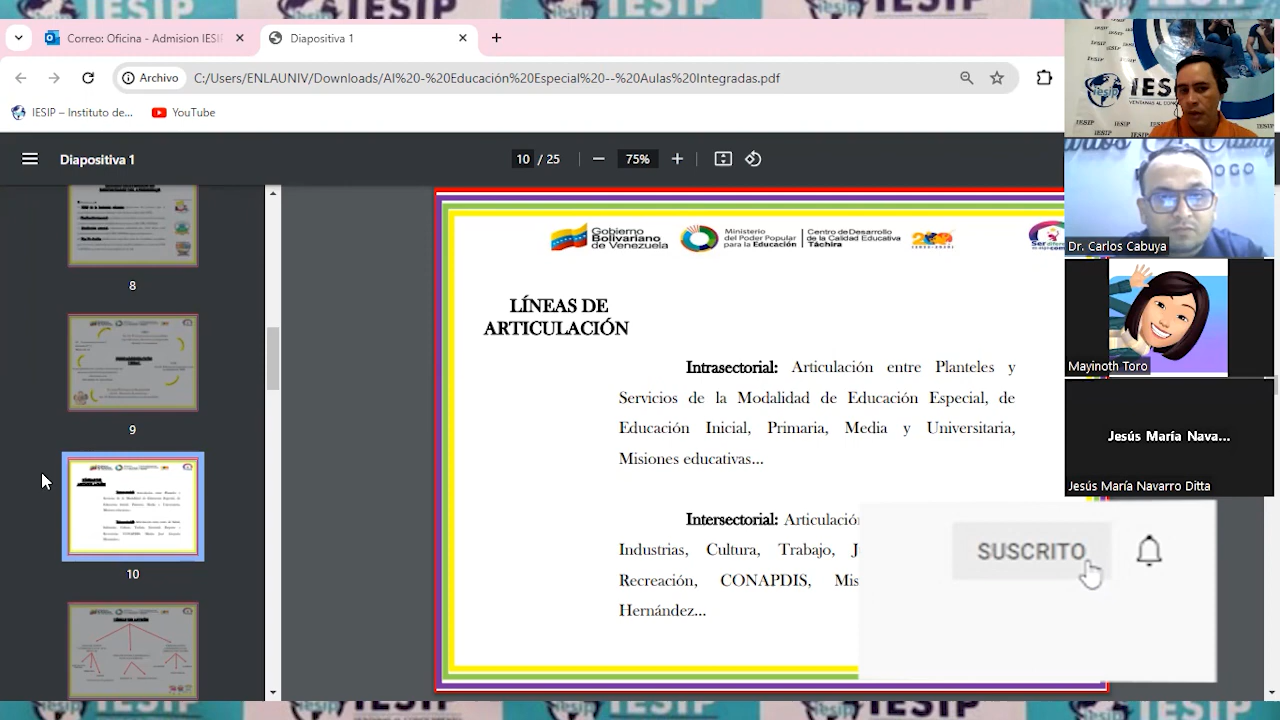 Correo: Oficina - Admision IESI
Diapositiva 1
Archivo
C:/Users/ENLAUNIV/Downloads/AI%20-%20Educación%20Especial%20--%20Aulas%20Integradas.pdf
IESIP – Instituto de...
YouTube
Diapositiva 1
10 / 25
75%
8
9
10
Gobierno
Bolivariano
de Venezuela
Ministerio
del Poder Popular
para la Educación
Centro de Desarrollo
de la Calidad Educativa
Táchira
LÍNEAS DE
ARTICULACIÓN
Intrasectorial: Articulación entre Planteles y
Servicios de la Modalidad de Educación Especial, de
Educación Inicial, Primaria, Media y Universitaria,
Misiones educativas...
Intersectorial: Articulació
Industrias, Cultura, Trabajo, J
Recreación, CONAPDIS, Mis
Hernández...
Dr. Carlos Cabuya
Mayinoth Toro
Jesús María Nava...
Jesús María Navarro Ditta
SUSCRITO